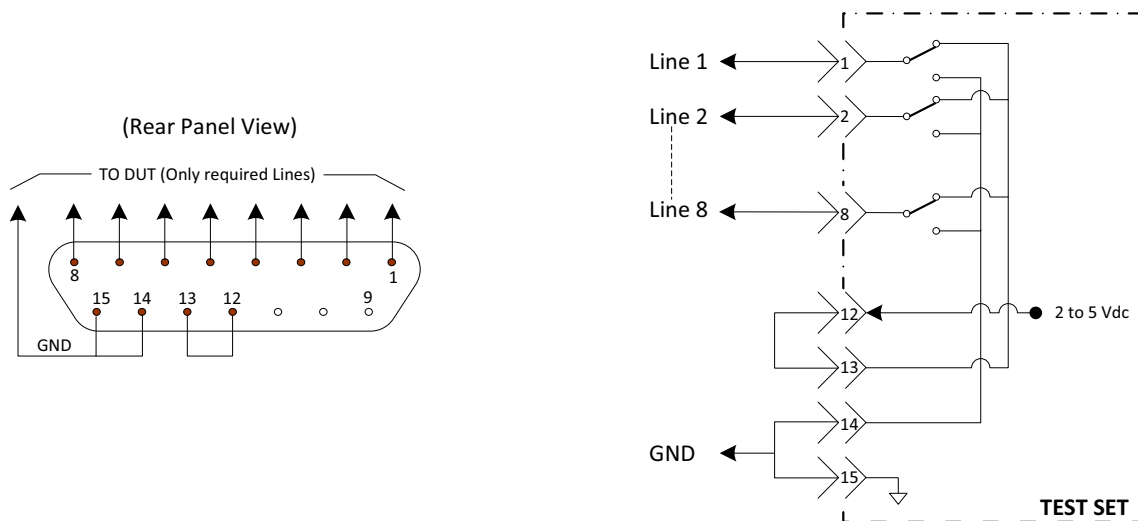 (Rear Panel View)
TO DUT (Only required Lines)
8
1
15 14 13 12 9
GND
Line 1
1
Line 2
2
Line 8
8
12
2 to 5 Vdc
13
14
GND
15
TEST SET